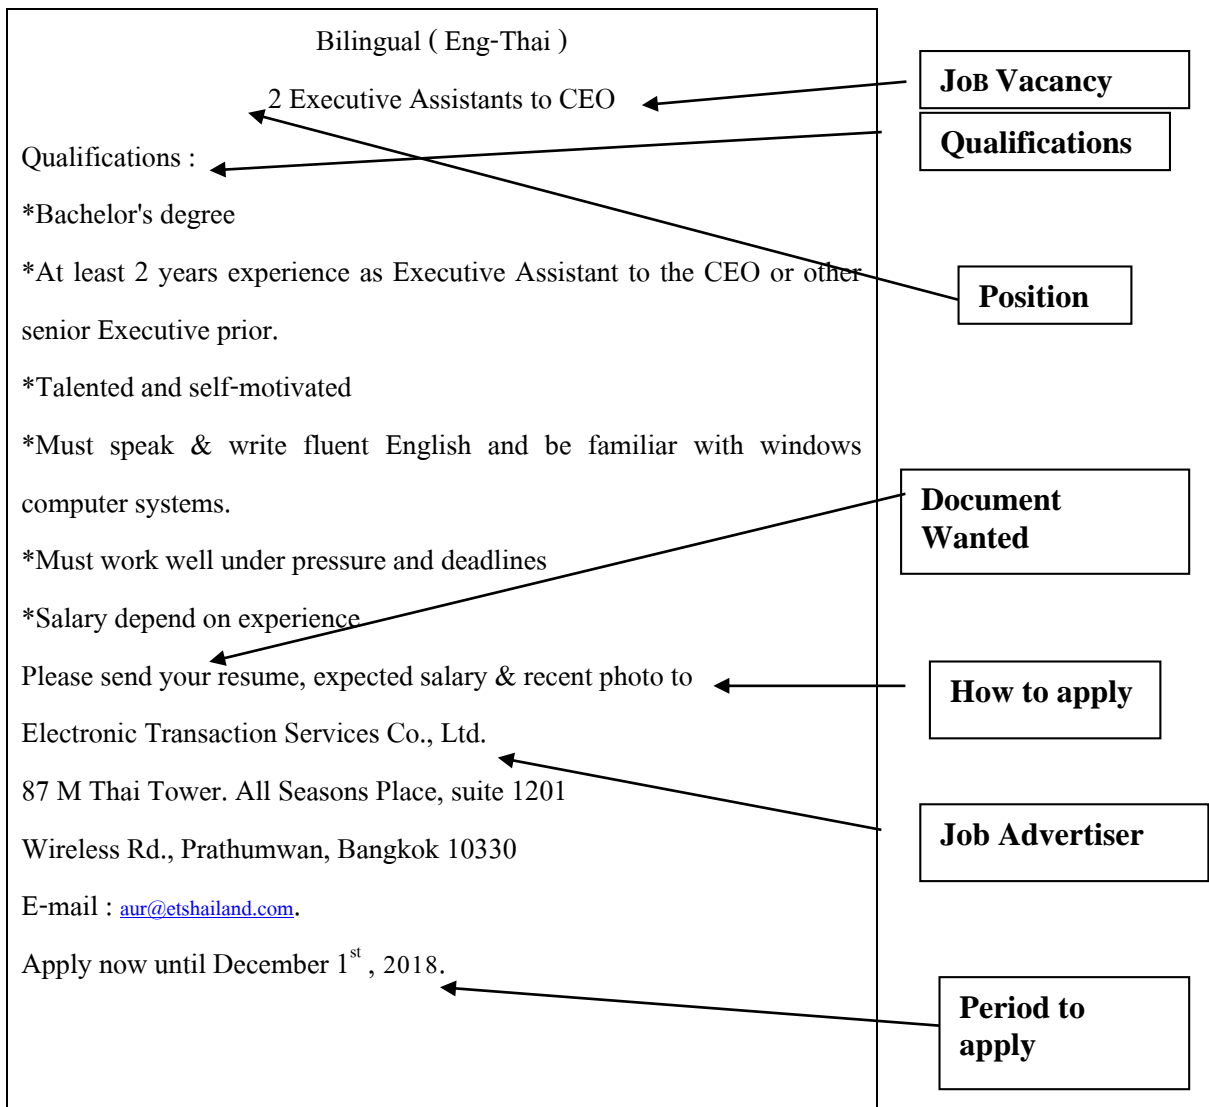 Bilingual ( Eng-Thai )
2 Executive Assistants to CEO
Qualifications :
*Bachelor's degree
*At least 2 years experience as Executive Assistant to the CEO or other
senior Executive prior.
*Talented and self-motivated
*Must speak & write fluent English and be familiar with windows
computer systems.
*Must work well under pressure and deadlines
*Salary depend on experience
Please send your resume, expected salary & recent photo to
Electronic Transaction Services Co., Ltd.
87 M Thai Tower. All Seasons Place, suite 1201
Wireless Rd., Prathumwan, Bangkok 10330
E-mail : aur@etshailand.com.
Apply now until December 1st , 2018.
JoB Vacancy
Qualifications
Position
Document
Wanted
How to apply
Job Advertiser
Period to
apply